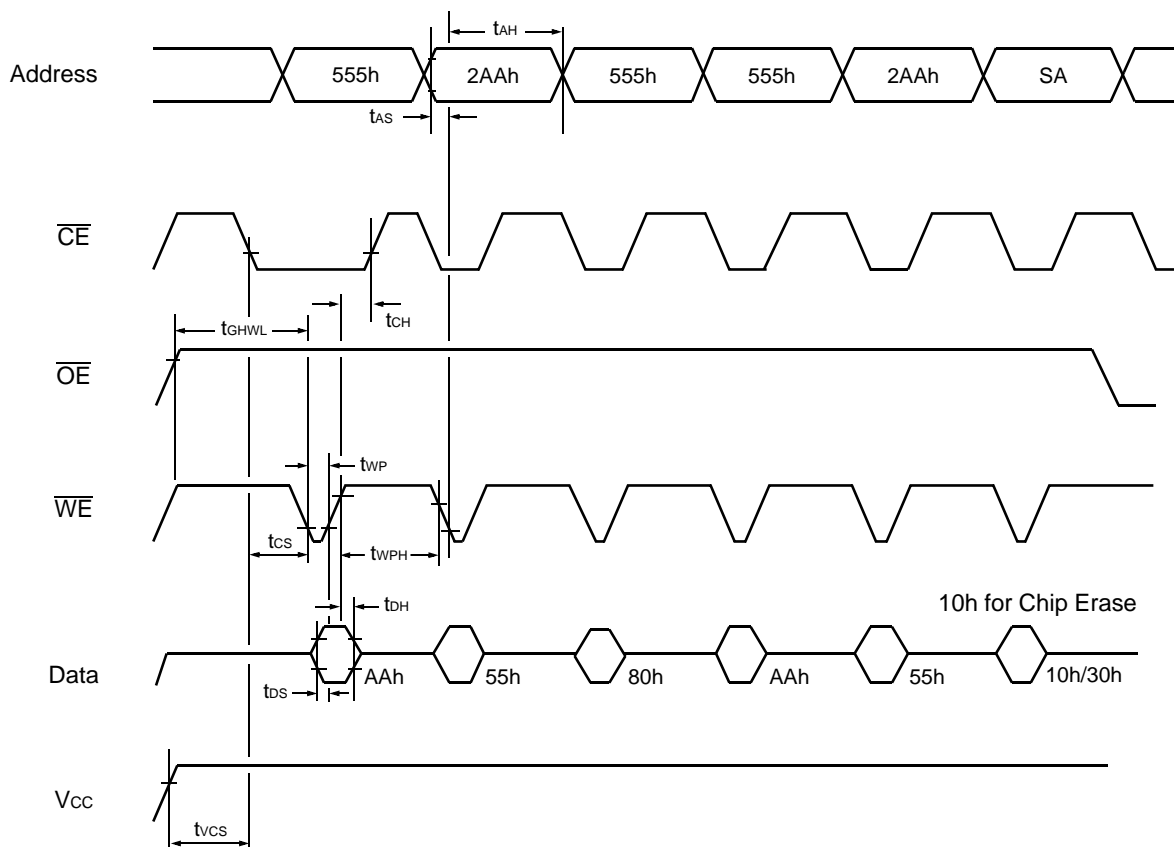 tAH
Address 555h 2AAh 555h 555h 2AAh SA
tAS
CE
tCH
tGHWL
OE
tWP
WE
tCS tWPH
tDH
10h for Chip Erase
Data AAh 55h 80h AAh 55h 10h/30h
tDS
VCC
tVCS